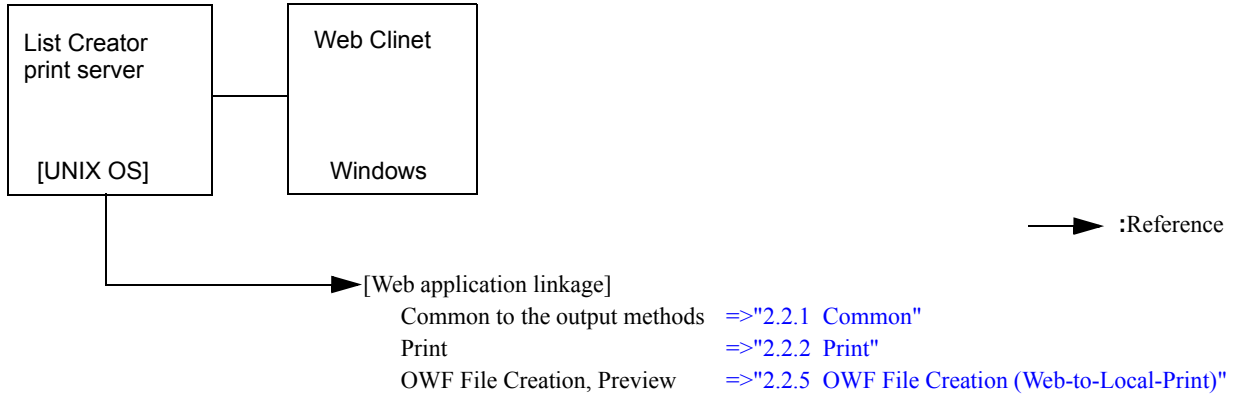 List Creator
print server
[UNIX OS]
Web Clinet
Windows
:Reference
[Web application linkage]
Common to the output methods =>"2.2.1 Common"
Print =>"2.2.2 Print"
OWF File Creation, Preview =>"2.2.5 OWF File Creation (Web-to-Local-Print)"